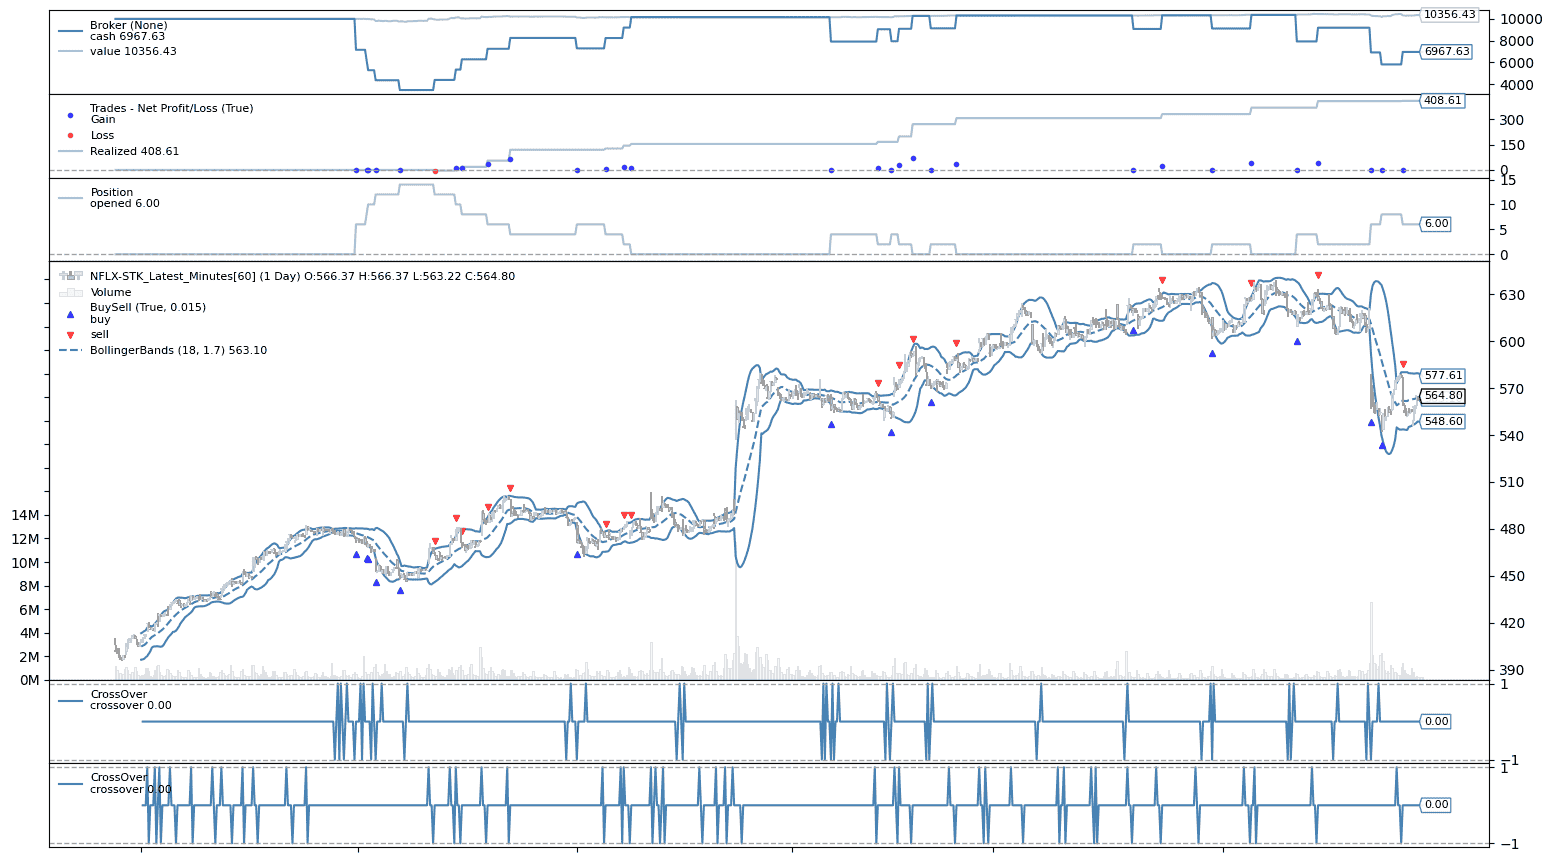 Broker (None)
cash 6967.63
value 10356.43
10356.43
6967.63
10000
8000
6000
4000
Trades - Net Profit/Loss (True)
Gain
Loss
Realized 408.61
408.61
300
150
0
Position
opened 6.00
6.00
15
10
5
0
NFLX-STK_Latest_Minutes[60] (1 Day) O:566.37 H:566.37 L:563.22 C:564.80
Volume
BuySell (True, 0.015)
buy
sell
BollingerBands (18, 1.7) 563.10
577.61
564.80
548.60
630
600
570
540
510
480
450
420
390
14M
12M
10M
8M
6M
4M
2M
0M
CrossOver
crossover 0.00
0.00
1
−1
CrossOver
crossover 0.00
0.00
1
−1